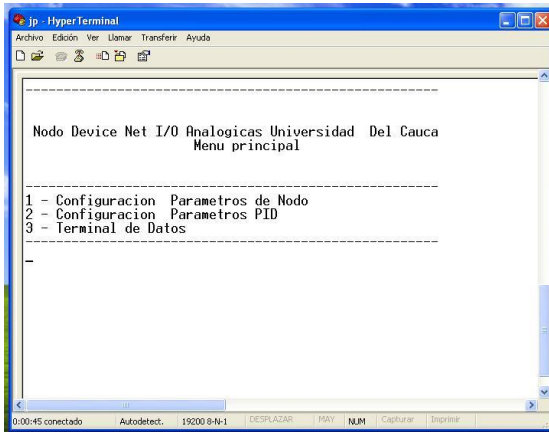 jp - HyperTerminal
Archivo Edición Ver Llamar Transferir Ayuda
Nodo Device Net I/O Analogicas Universidad Del Cauca
Menu principal
1 - Configuracion Parametros de Nodo
2 - Configuracion Parametros PID
3 - Terminal de Datos
0:00:45 conectado Autodetect. 19200 8-N-1 DESPLAZAR MAY NUM Capturar Imprimir